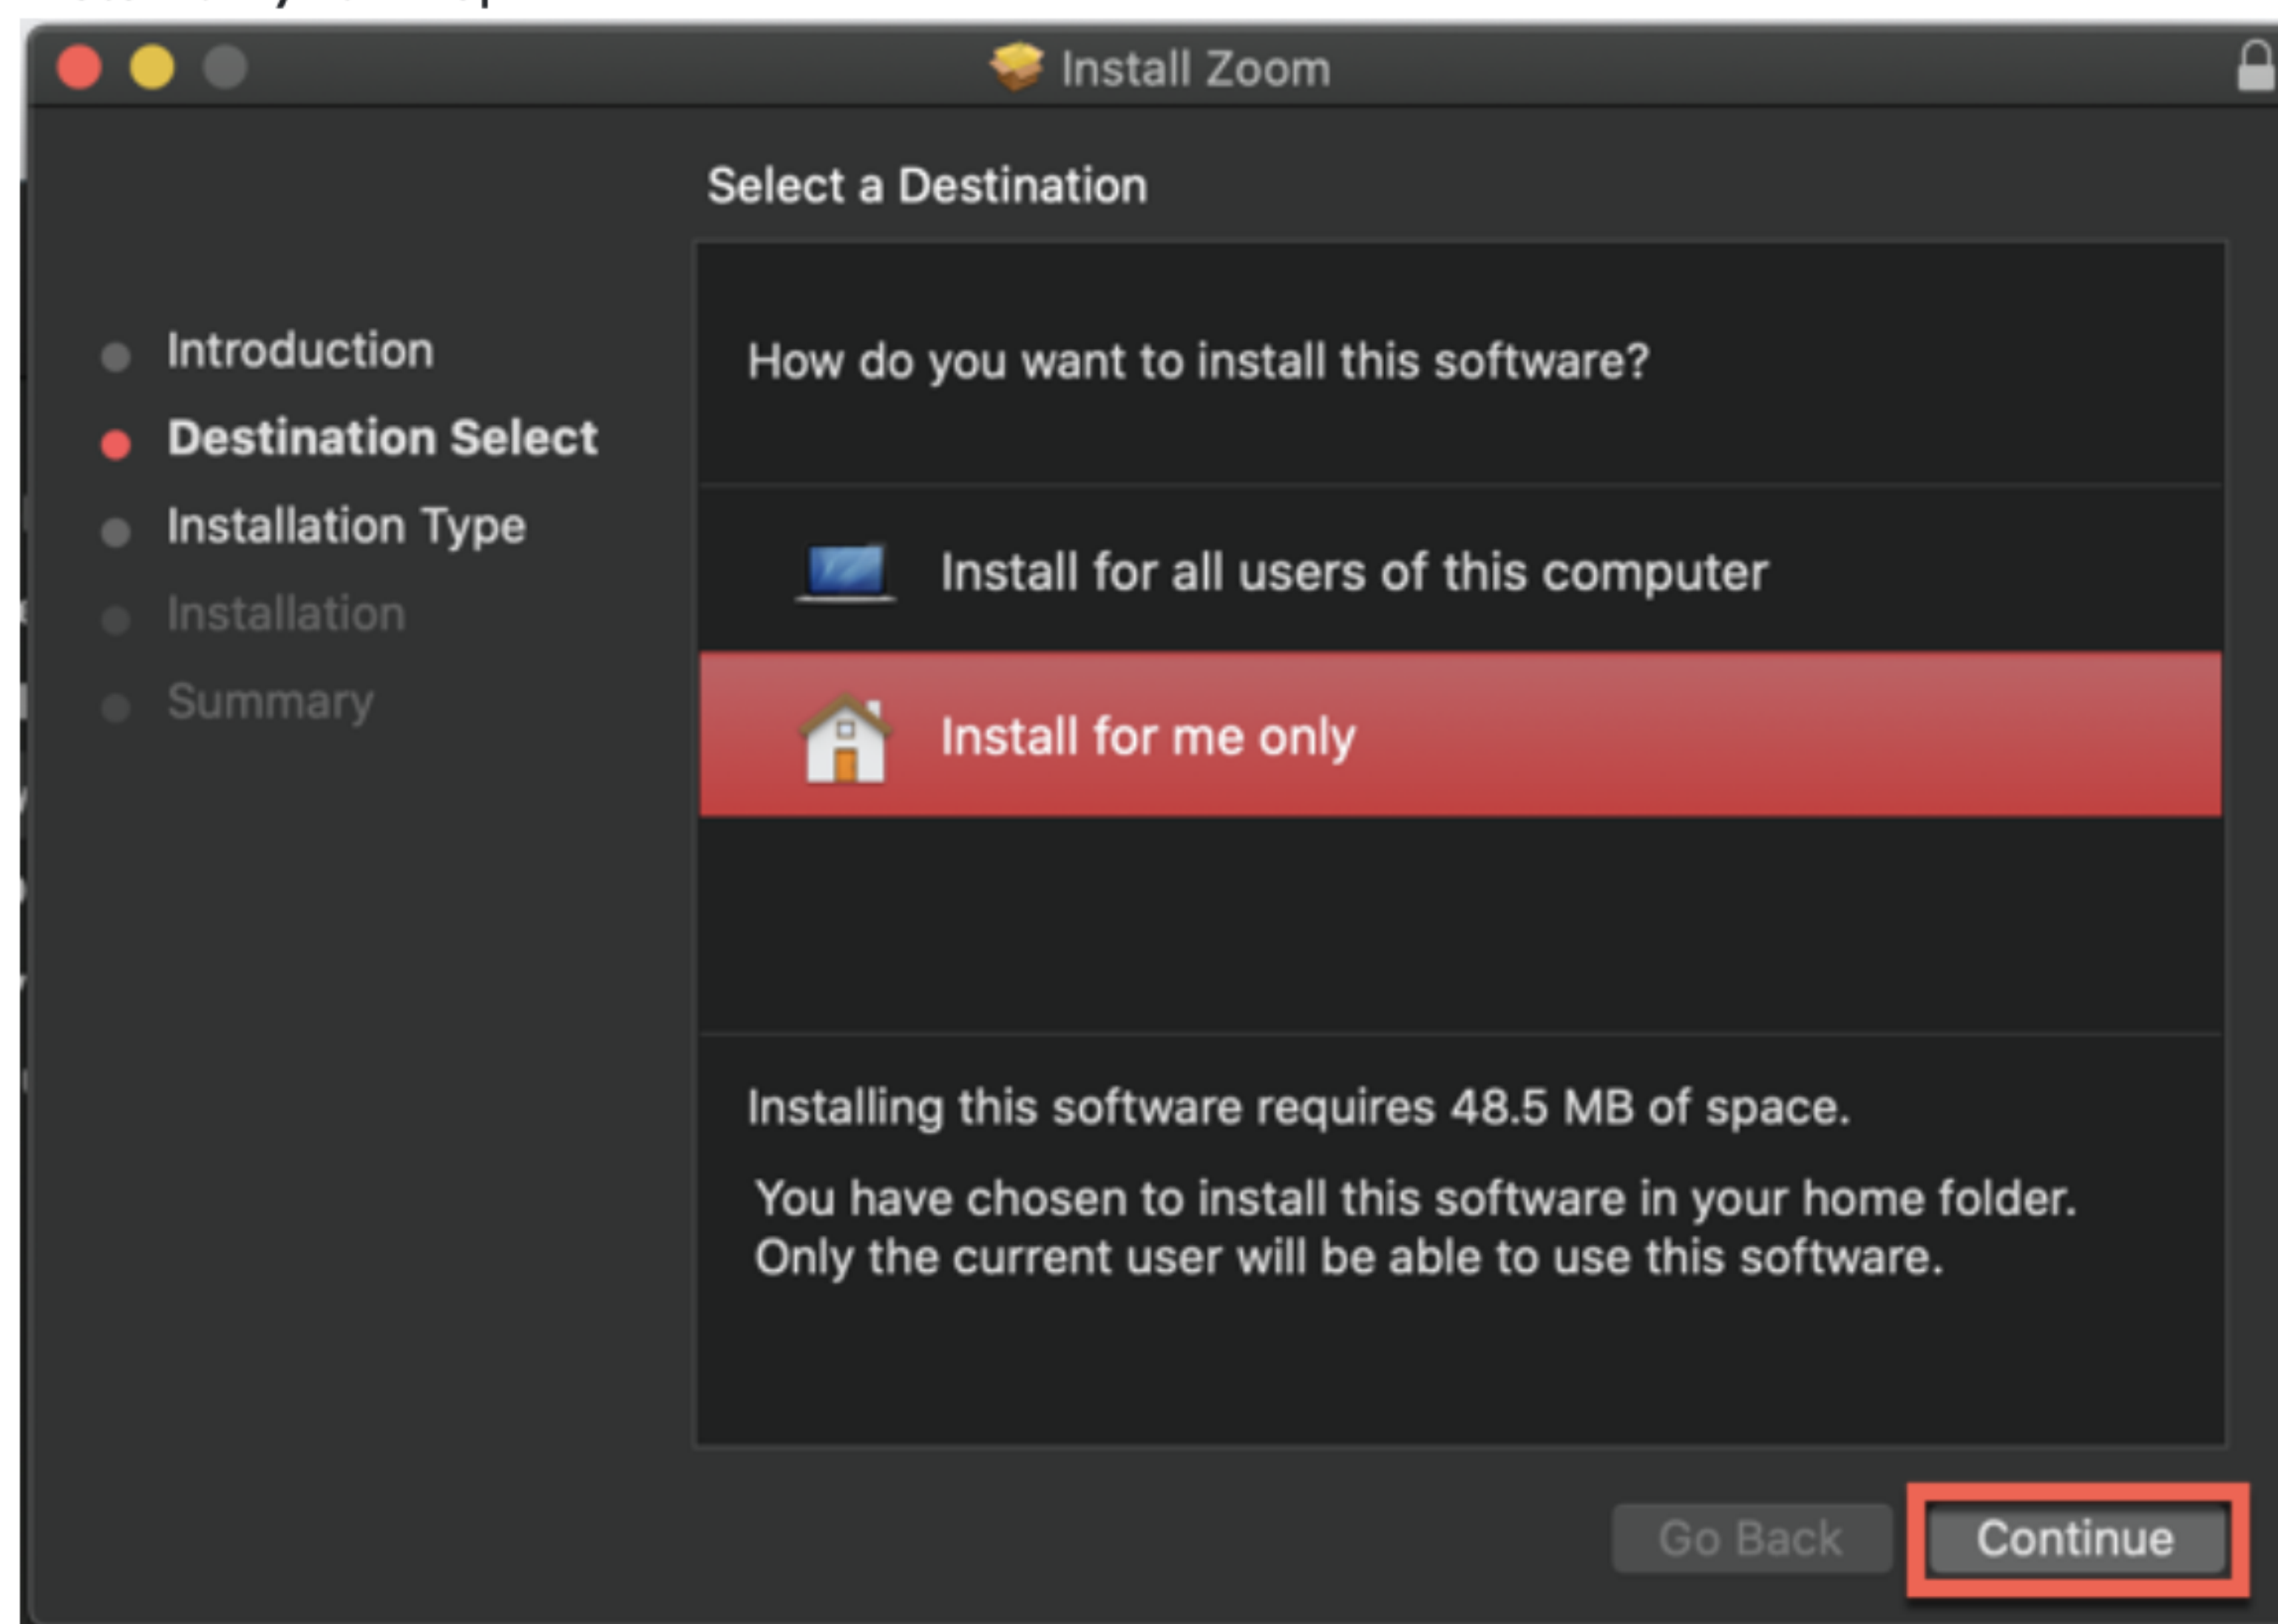 Install Zoom
Select a Destination
Introduction
Destination Select
Installation Type
Installation
Summary
How do you want to install this software?
Install for all users of this computer
Install for me only
Installing this software requires 48.5 MB of space.
You have chosen to install this software in your home folder.
Only the current user will be able to use this software.
Go Back
Continue